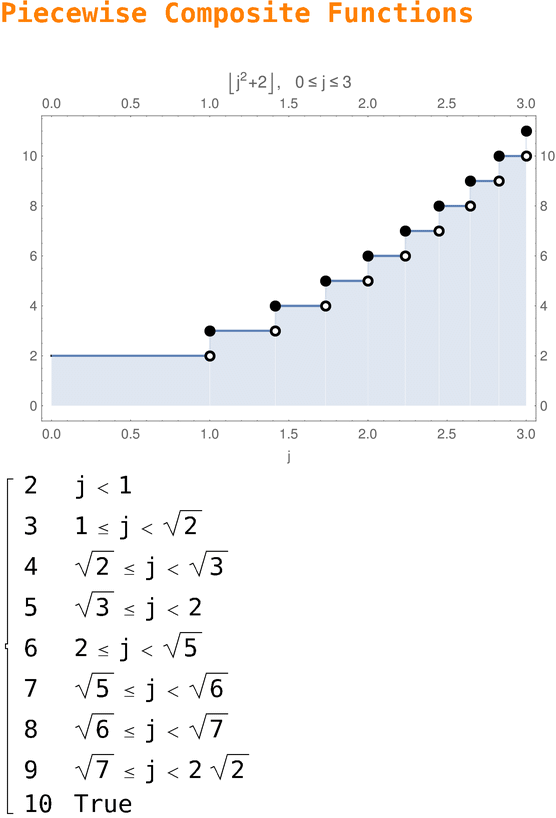 Piecewise Composite Functions
⌊j²+2⌋, 0 ≤ j ≤ 3
0.0 0.5 1.0 1.5 2.0 2.5 3.0
10 10
8 8
6 6
4 4
2 2
0 0
0.0 0.5 1.0 1.5 2.0 2.5 3.0
j
2 j < 1
3 1 ≤ j < √2
4 √2 ≤ j < √3
5 √3 ≤ j < 2
6 2 ≤ j < √5
7 √5 ≤ j < √6
8 √6 ≤ j < √7
9 √7 ≤ j < 2 √2
10 True